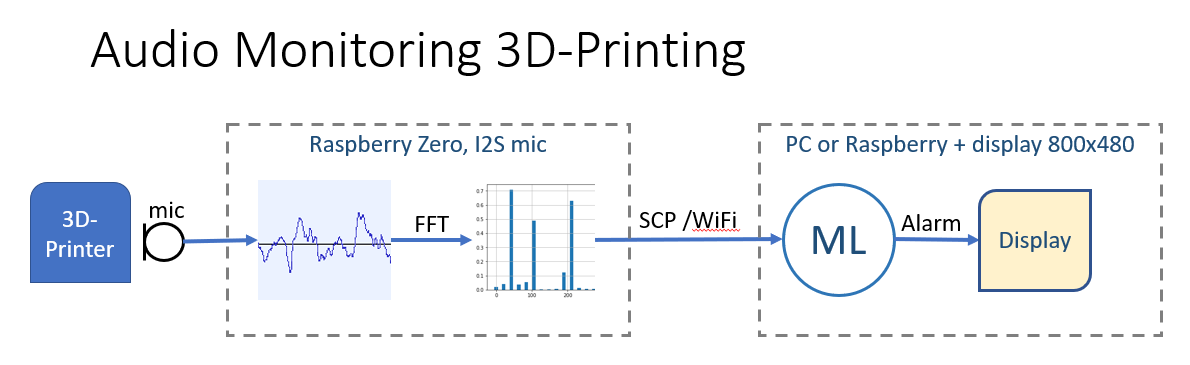 Audio Monitoring 3D-Printing
Raspberry Zero, I2S mic
PC or Raspberry + display 800x480
3D-
Printer
mic
FFT
0.7
0.6
0.5
0.4
0.3
0.2
0.1
0.0
0
100
200
SCP /WiFi
ML
Alarm
Display